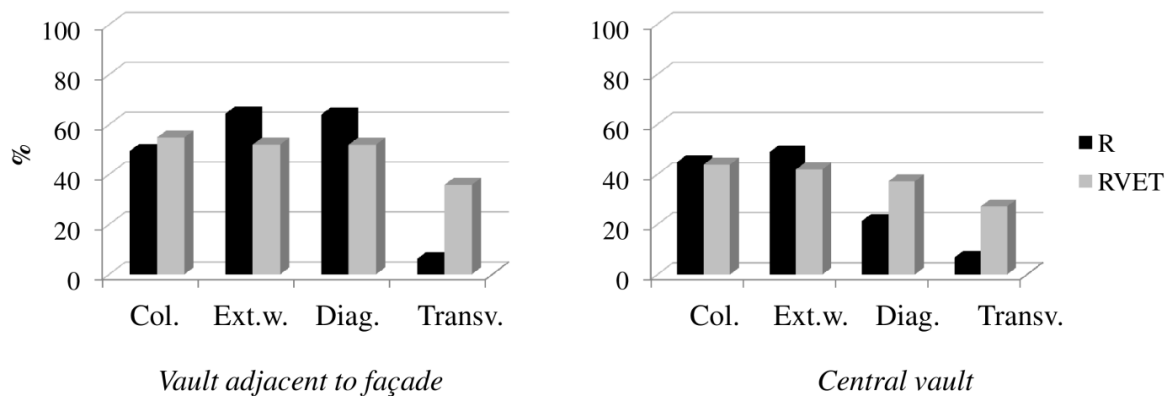 100
80
60
40
20
0
%
Col. Ext.w. Diag. Transv.
Vault adjacent to façade
100
80
60
40
20
0
Col. Ext.w. Diag. Transv.
Central vault
R
RVET